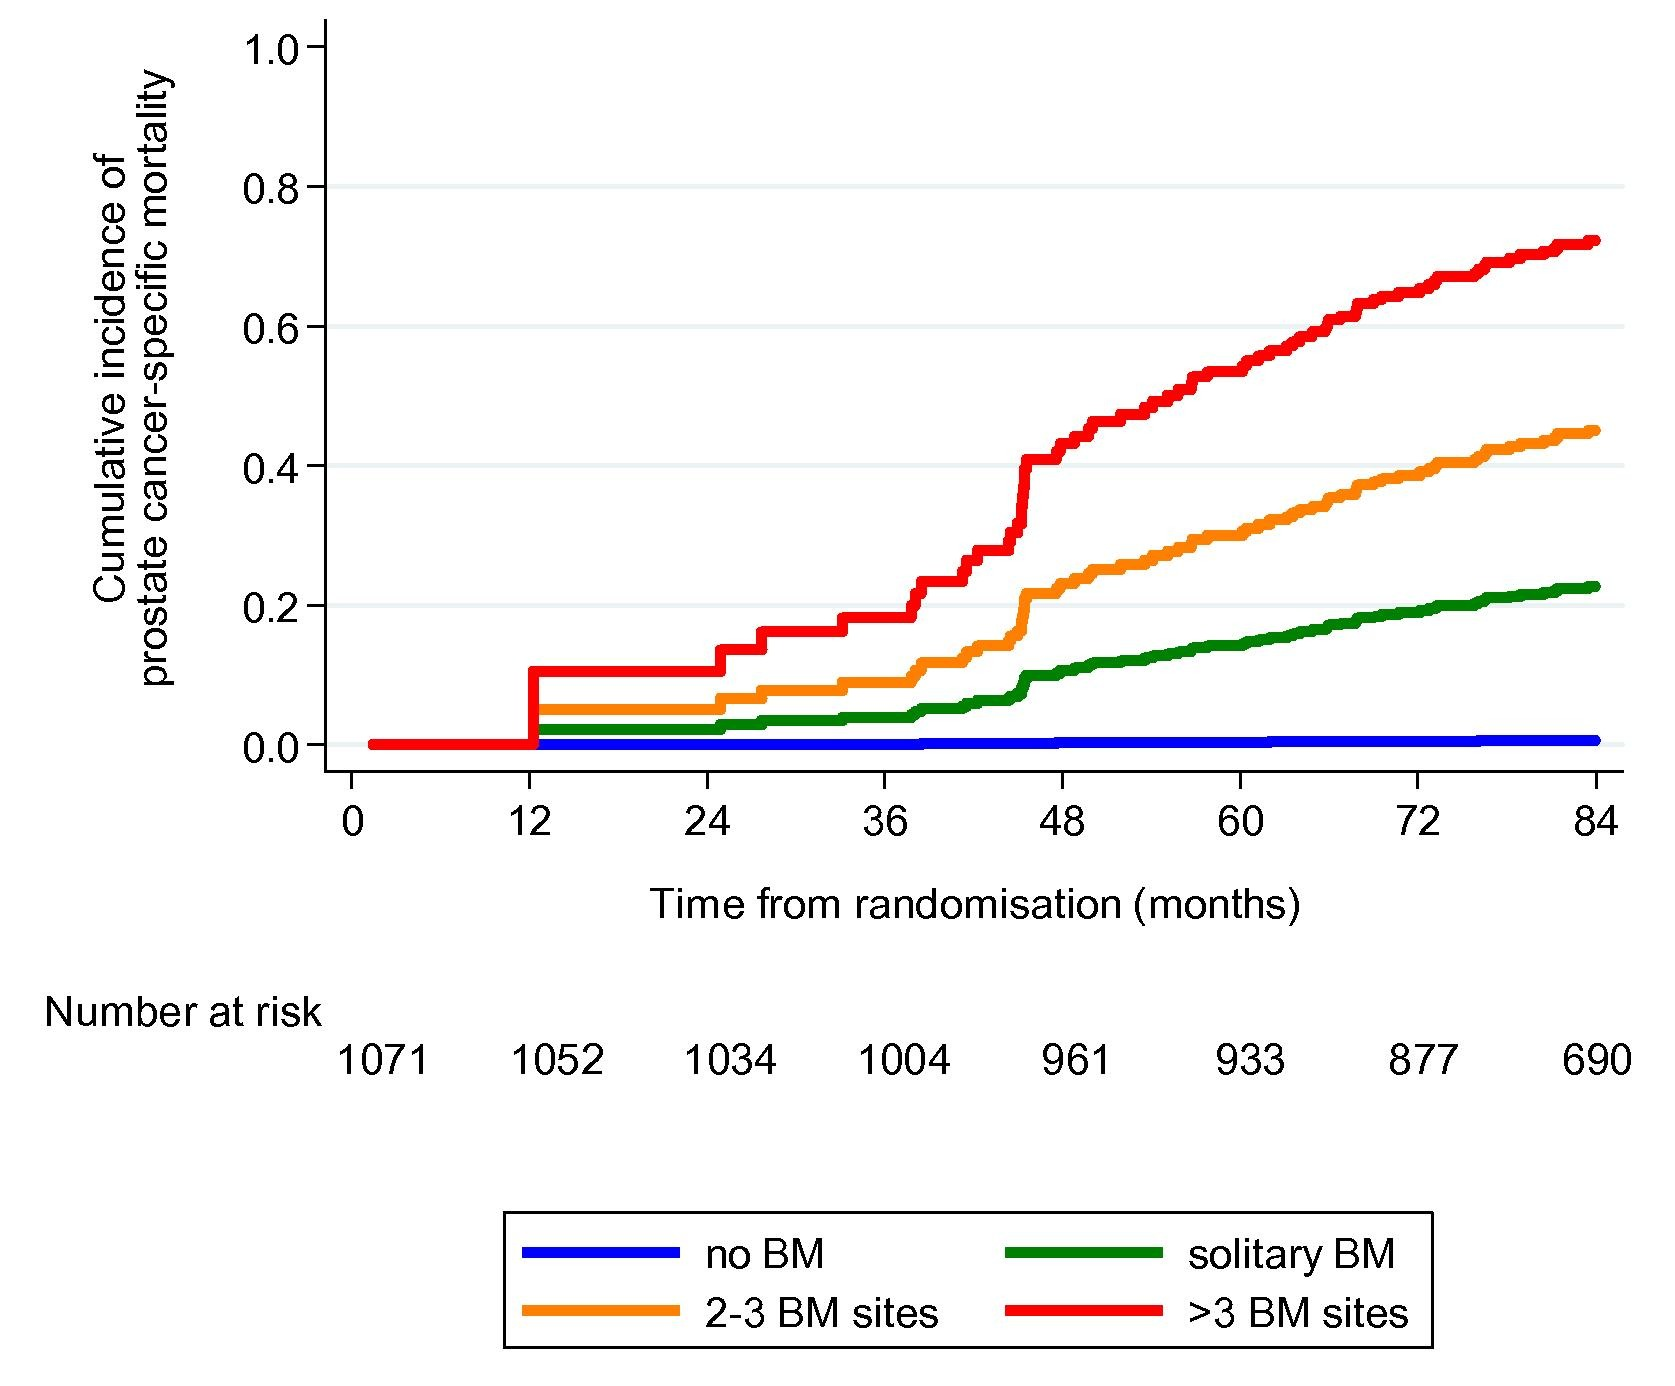 Cumulative incidence of
prostate cancer-specific mortality
1.0
0.8
0.6
0.4
0.2
0.0
0 12 24 36 48 60 72 84
Time from randomisation (months)
Number at risk
1071 1052 1034 1004 961 933 877 690
no BM solitary BM
2-3 BM sites >3 BM sites